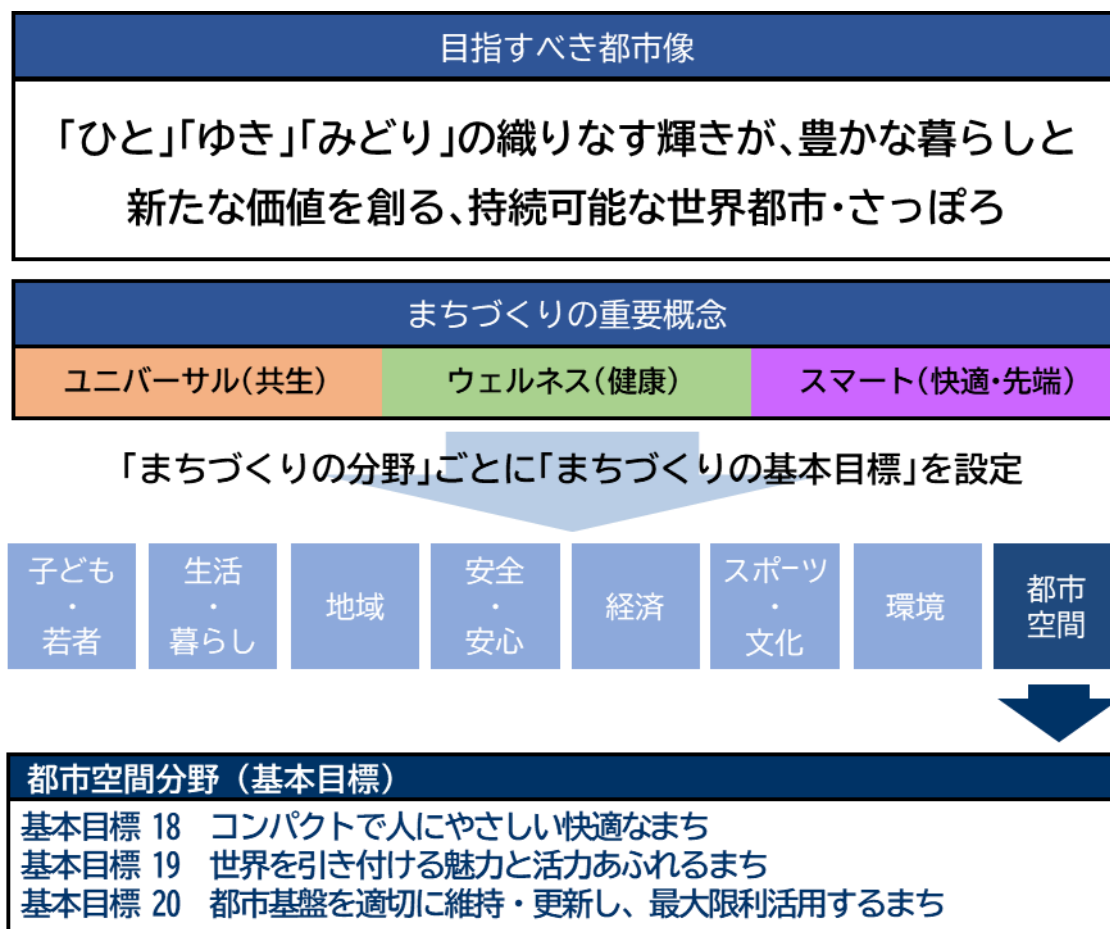 目指すべき都市像
「ひと」「ゆき」「みどり」の織りなす輝きが、豊かな暮らしと
新たな価値を創る、持続可能な世界都市・さっぽろ
まちづくりの重要概念
ユニバーサル(共生)
ウェルネス(健康)
スマート(快適・先端)
「まちづくりの分野」ごとに「まちづくりの基本目標」を設定
子ども
・
若者
生活
・
暮らし
地域
安全
・
安心
経済
スポーツ
・
文化
環境
都市
空間
都市空間分野（基本目標）
基本目標 18　コンパクトで人にやさしい快適なまち
基本目標 19　世界を引き付ける魅力と活力あふれるまち
基本目標 20　都市基盤を適切に維持・更新し、最大限利活用するまち